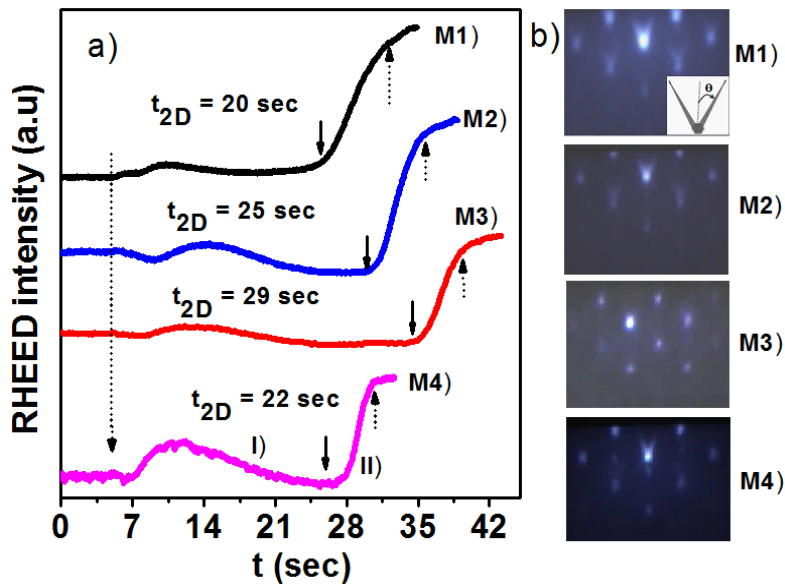 a)
M1)
t2D = 20 sec
M2)
t2D = 25 sec
M3)
t2D = 29 sec
M4)
t2D = 22 sec
I)
II)
RHEED intensity (a.u)
0 7 14 21 28 35 42
t (sec)
b)
M1)
θ
M2)
M3)
M4)